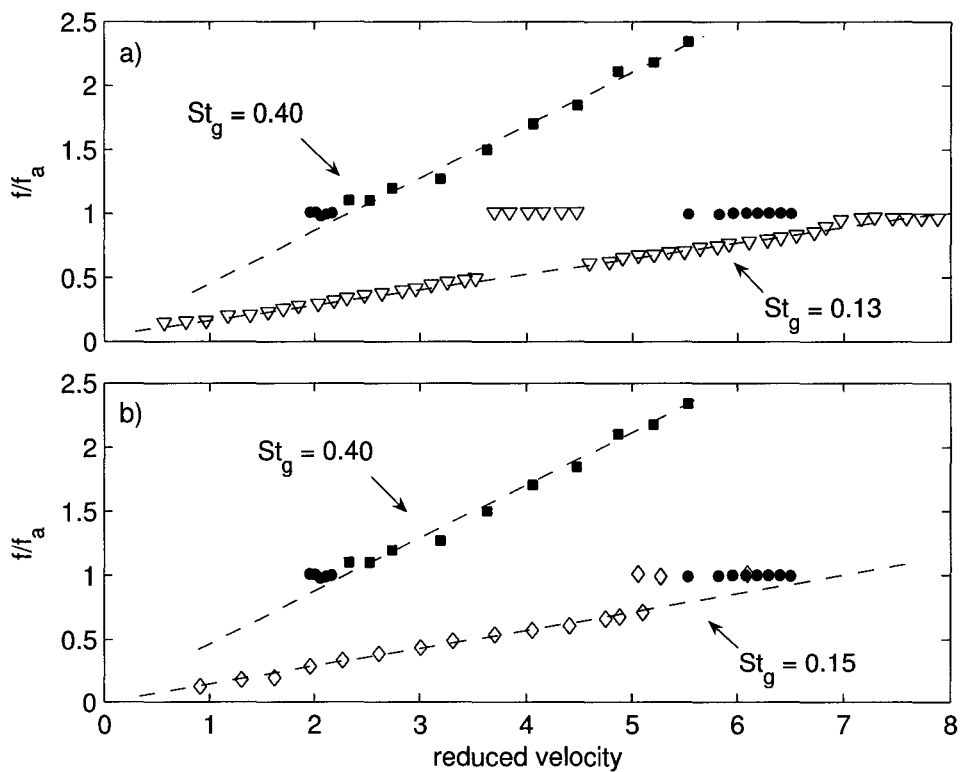 2.5
a)
2
St_g = 0.40
1.5
f/f_a
1
0.5
St_g = 0.13
0
2.5
b)
2
St_g = 0.40
1.5
f/f_a
1
0.5
St_g = 0.15
0
0 1 2 3 4 5 6 7 8
reduced velocity